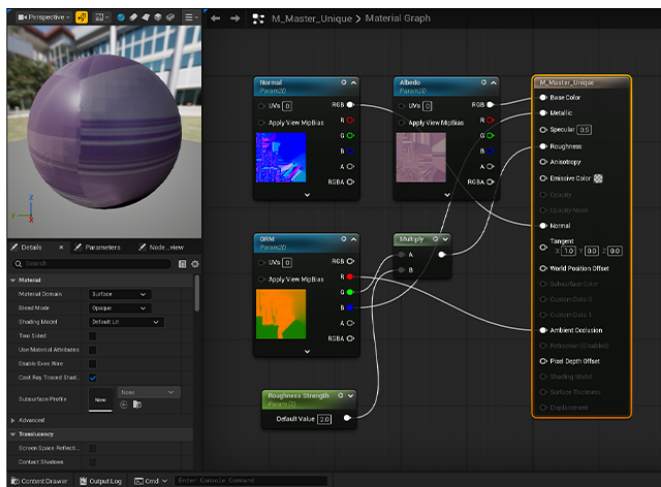 Perspective
M_Master_Unique > Material Graph
Normal
Param2D
UVs 0
RGB
Apply View MipBias
R
G
B
A
RGBA
Albedo
Param2D
UVs 0
RGB
Apply View MipBias
R
G
B
A
RGBA
M_Master_Unique
Base Color
Metallic
Specular 0.5
Roughness
Anisotropy
Emissive Color
Opacity
Opacity Mask
Normal
Tangent
X 1.0 Y 0.0 Z 0.0
World Position Offset
Subsurface Color
Custom Data 0
Custom Data 1
Ambient Occlusion
Refraction (Disabled)
Pixel Depth Offset
Shading Model
Surface Thickness
Displacement
ORM
Param2D
UVs 0
RGB
Apply View MipBias
R
G
B
A
RGBA
Multiply
A
B
Roughness Strength
Default Value 2.0
Z
Y
X
Details
Parameters
Node...view
Search
Material
Material Domain Surface
Blend Mode Opaque
Shading Model Default Lit
Two Sided
Use Material Attributes
Cast Ray Traced Shad...
Subsurface Profile None None
Advanced
Translucency
Screen Space Reflecti...
Contact Shadows
Content Drawer Output Log Cmd Enter Console Command